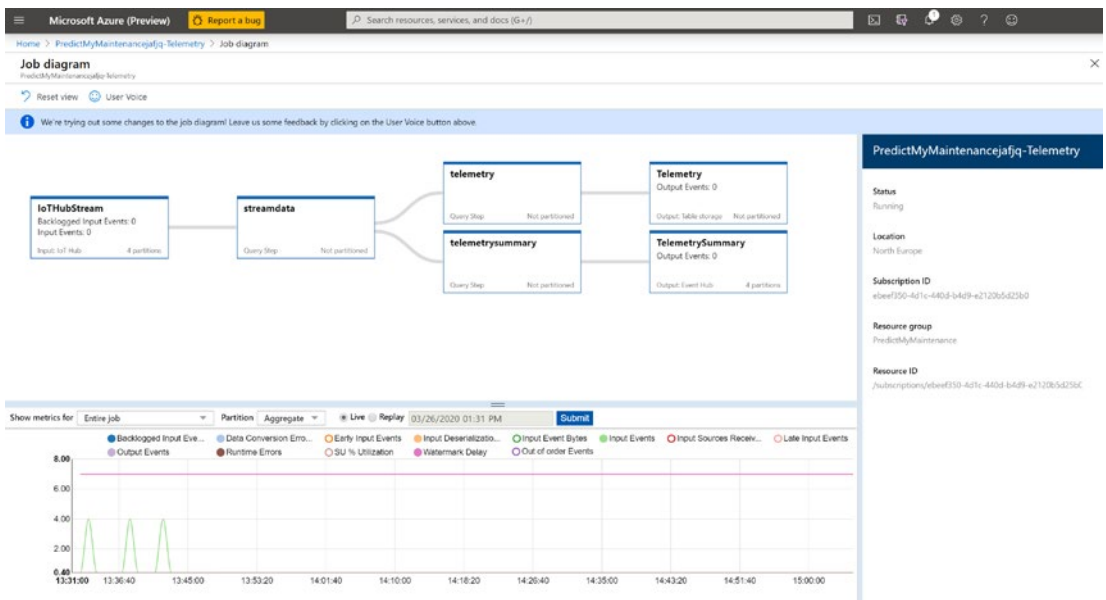 Microsoft Azure (Preview)
Report a bug
Search resources, services, and docs (G+/)
1
Home > PredictMyMaintenancejafjq-Telemetry > Job diagram
Job diagram
PredictMyMaintenancejafjq-Telemetry
Reset view
User Voice
We're trying out some changes to the job diagram! Leave us some feedback by clicking on the User Voice button above.
IoTHubStream
Backlogged Input Events: 0
Input Events: 0
Input: IoT Hub
4 partitions
streamdata
Query Step
Not partitioned
telemetry
Query Step
Not partitioned
telemetrysummary
Query Step
Not partitioned
Telemetry
Output Events: 0
Output: Table storage
Not partitioned
TelemetrySummary
Output Events: 0
Output: Event Hub
4 partitions
PredictMyMaintenancejafjq-Telemetry
Status
Running
Location
North Europe
Subscription ID
ebeef350-4d1c-440d-b4d9-e2120b5d25b0
Resource group
PredictMyMaintenance
Resource ID
/subscriptions/ebeef350-4d1c-440d-b4d9-e2120b5d25b0
Show metrics for
Entire job
Partition
Aggregate
Live
Replay
03/26/2020 01:31 PM
Submit
Backlogged Input Eve...
Data Conversion Erro...
Early Input Events
Input Deserializatio...
Input Event Bytes
Input Events
Input Sources Receiv...
Late Input Events
Output Events
Runtime Errors
SU % Utilization
Watermark Delay
Out of order Events
8.00
6.00
4.00
2.00
0.40
13:31:00
13:36:40
13:45:00
13:53:20
14:01:40
14:10:00
14:18:20
14:26:40
14:35:00
14:43:20
14:51:40
15:00:00